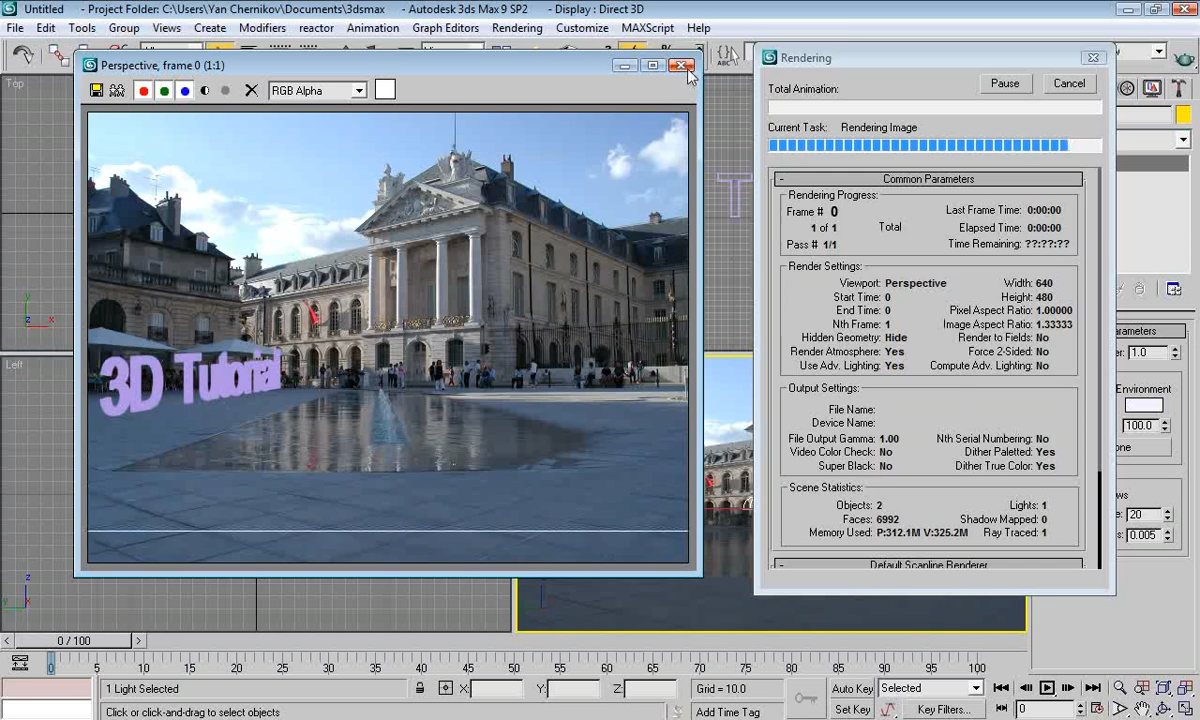 Untitled - Project Folder: C:\Users\Yan Chernikov\Documents\3dsmax - Autodesk 3ds Max 9 SP2 - Display : Direct 3D
File Edit Tools Group Views Create Modifiers reactor Animation Graph Editors Rendering Customize MAXScript Help
Perspective, frame 0 (1:1)
RGB Alpha
3D Tutorial
Rendering
Pause
Cancel
Total Animation:
Current Task: Rendering Image
- Common Parameters
Rendering Progress:
Frame # 0
1 of 1
Total
Pass # 1/1
Last Frame Time: 0:00:00
Elapsed Time: 0:00:00
Time Remaining: ??:??:??
Render Settings:
Viewport: Perspective
Start Time: 0
End Time: 0
Nth Frame: 1
Hidden Geometry: Hide
Render Atmosphere: Yes
Use Adv. Lighting: Yes
Width: 640
Height: 480
Pixel Aspect Ratio: 1.00000
Image Aspect Ratio: 1.33333
Render to Fields: No
Force 2-Sided: No
Compute Adv. Lighting: No
Output Settings:
File Name:
Device Name:
File Output Gamma: 1.00
Video Color Check: No
Super Black: No
Nth Serial Numbering: No
Dither Paletted: Yes
Dither True Color: Yes
Scene Statistics:
Objects: 2
Faces: 6992
Memory Used: P:312.1M V:325.2M
Lights: 1
Shadow Mapped: 0
Ray Traced: 1
- Default Scanline Renderer
Top
Left
T
1.0
Environment
100.0
20
0.005
0 / 100
0 5 10 15 20 25 30 35 40 45 50 55 60 65 70 75 80 85 90 95 100
1 Light Selected
X:
Y:
Z:
Grid = 10.0
Auto Key
Selected
Click or click-and-drag to select objects
Add Time Tag
Set Key
Key Filters...
0